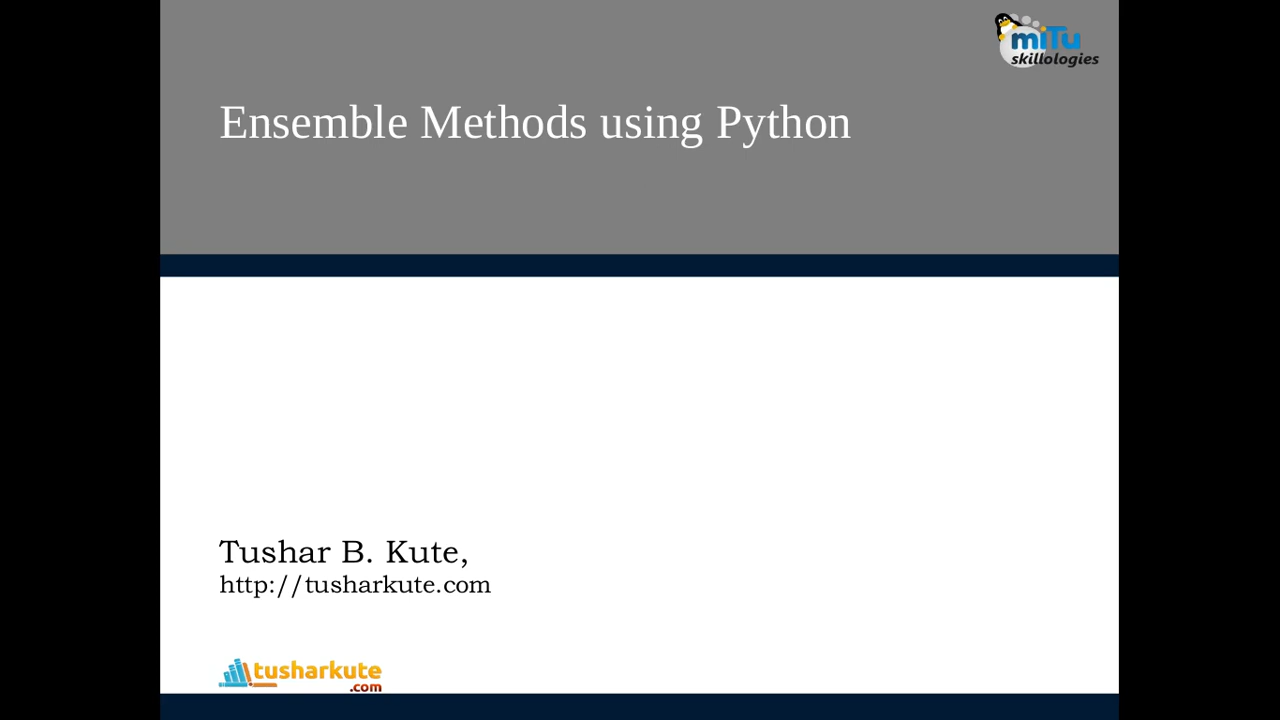 miTu
skillologies
Ensemble Methods using Python
Tushar B. Kute,
http://tusharkute.com
tusharkute
.com